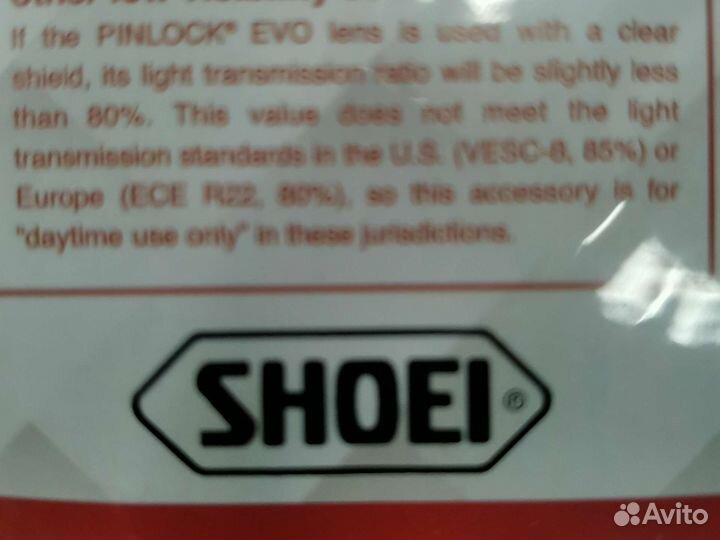 If the PINLOCK® EVO lens is used with a clear
shield, its light transmission ratio will be slightly less
than 80%. This value does not meet the light
transmission standards in the U.S. (VESC-8, 85%) or
Europe (ECE R22, 80%), so this accessory is for
"daytime use only" in these jurisdictions.
SHOEI®
Avito